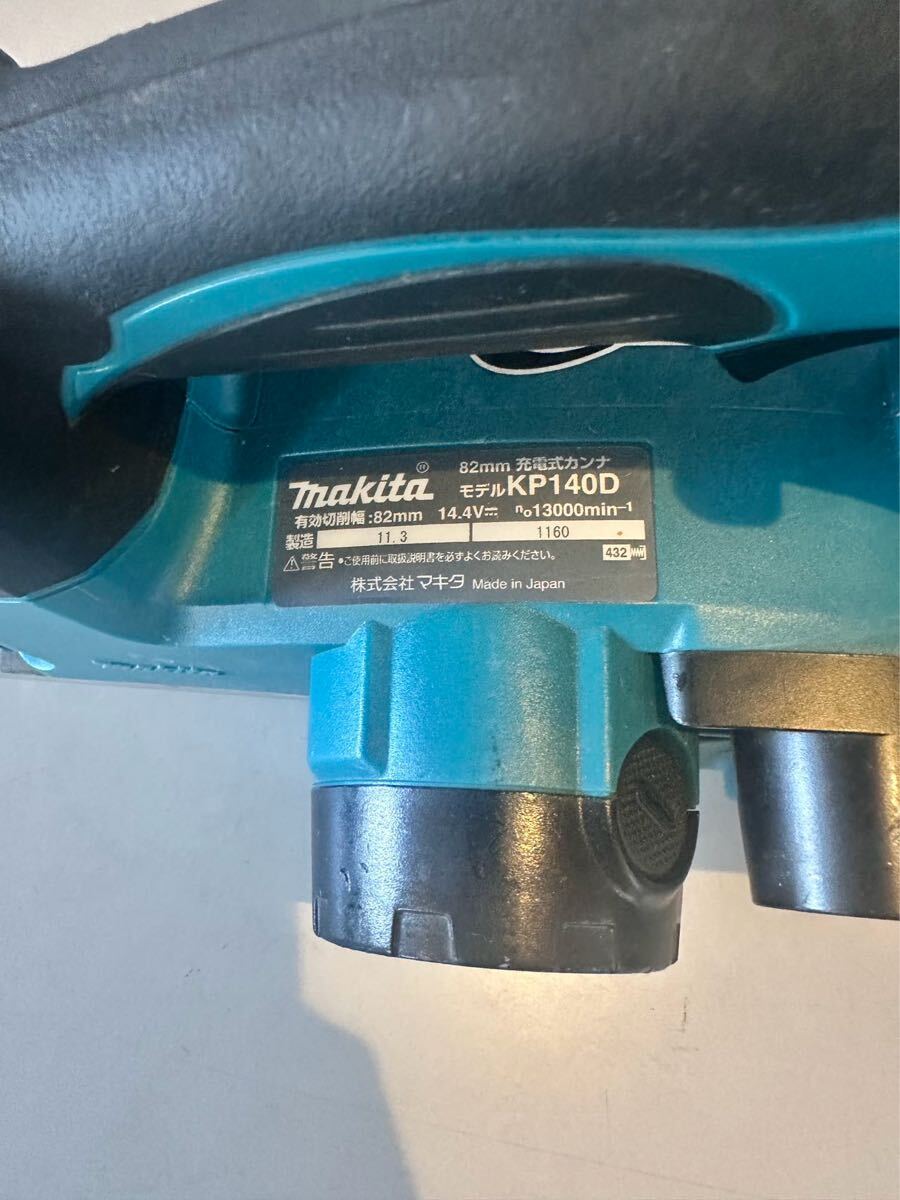 makita® 82mm 充電式カンナ
モデルKP140D
有効切削幅:82mm 14.4V⎓ n₀13000min⁻¹
製造 11.3 1160
⚠警告 •ご使用前に取扱説明書を必ずよくお読みください。 432
株式会社マキタ Made in Japan